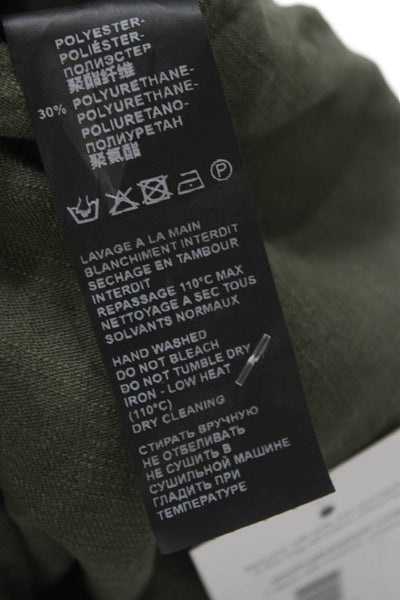 POLYESTER-
POLIÉSTER-
ПОЛИЭСТЕР
聚酯纤维
30% POLYURETHANE-
POLYURETHANE-
POLIURETANO-
ПОЛИУРЕТАН
聚氨酯
P
LAVAGE A LA MAIN
BLANCHIMENT INTERDIT
SECHAGE EN TAMBOUR
INTERDIT
REPASSAGE 110°C MAX
NETTOYAGE A SEC TOUS
SOLVANTS NORMAUX
HAND WASHED
DO NOT BLEACH
DO NOT TUMBLE DRY
IRON - LOW HEAT
(110°C)
DRY CLEANING
СТИРАТЬ ВРУЧНУЮ
НЕ ОТБЕЛИВАТЬ
НЕ СУШИТЬ В
СУШИЛЬНОЙ МАШИНЕ
ГЛАДИТЬ ПРИ
ТЕМПЕРАТУРЕ